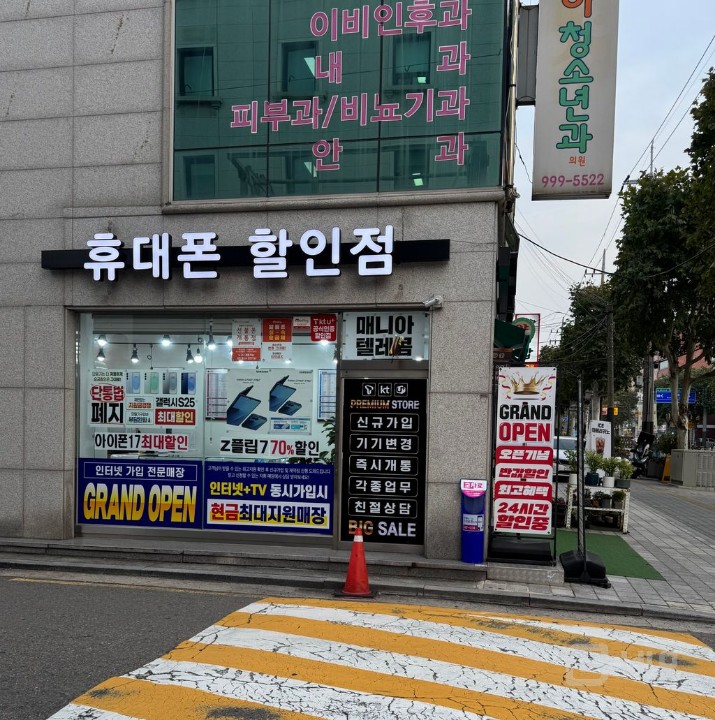 이비인후과
내 과
피부과/비뇨기과
안 과
청소년과
의원
999-5522
휴대폰 할인점
매니아
텔레콤
kt
PREMIUM STORE
신규가입
기기변경
즉시개통
각종업무
친절상담
BIG SALE
단통법
폐지
갤럭시S25
최대할인
아이폰17 최대할인
Z플립7 70%할인
인터넷 가입 전문매장
GRAND OPEN
인터넷+TV 동시가입시
현금최대지원매장
GRAND
OPEN
오픈기념
반값할인
최고혜택
24시간
할인중